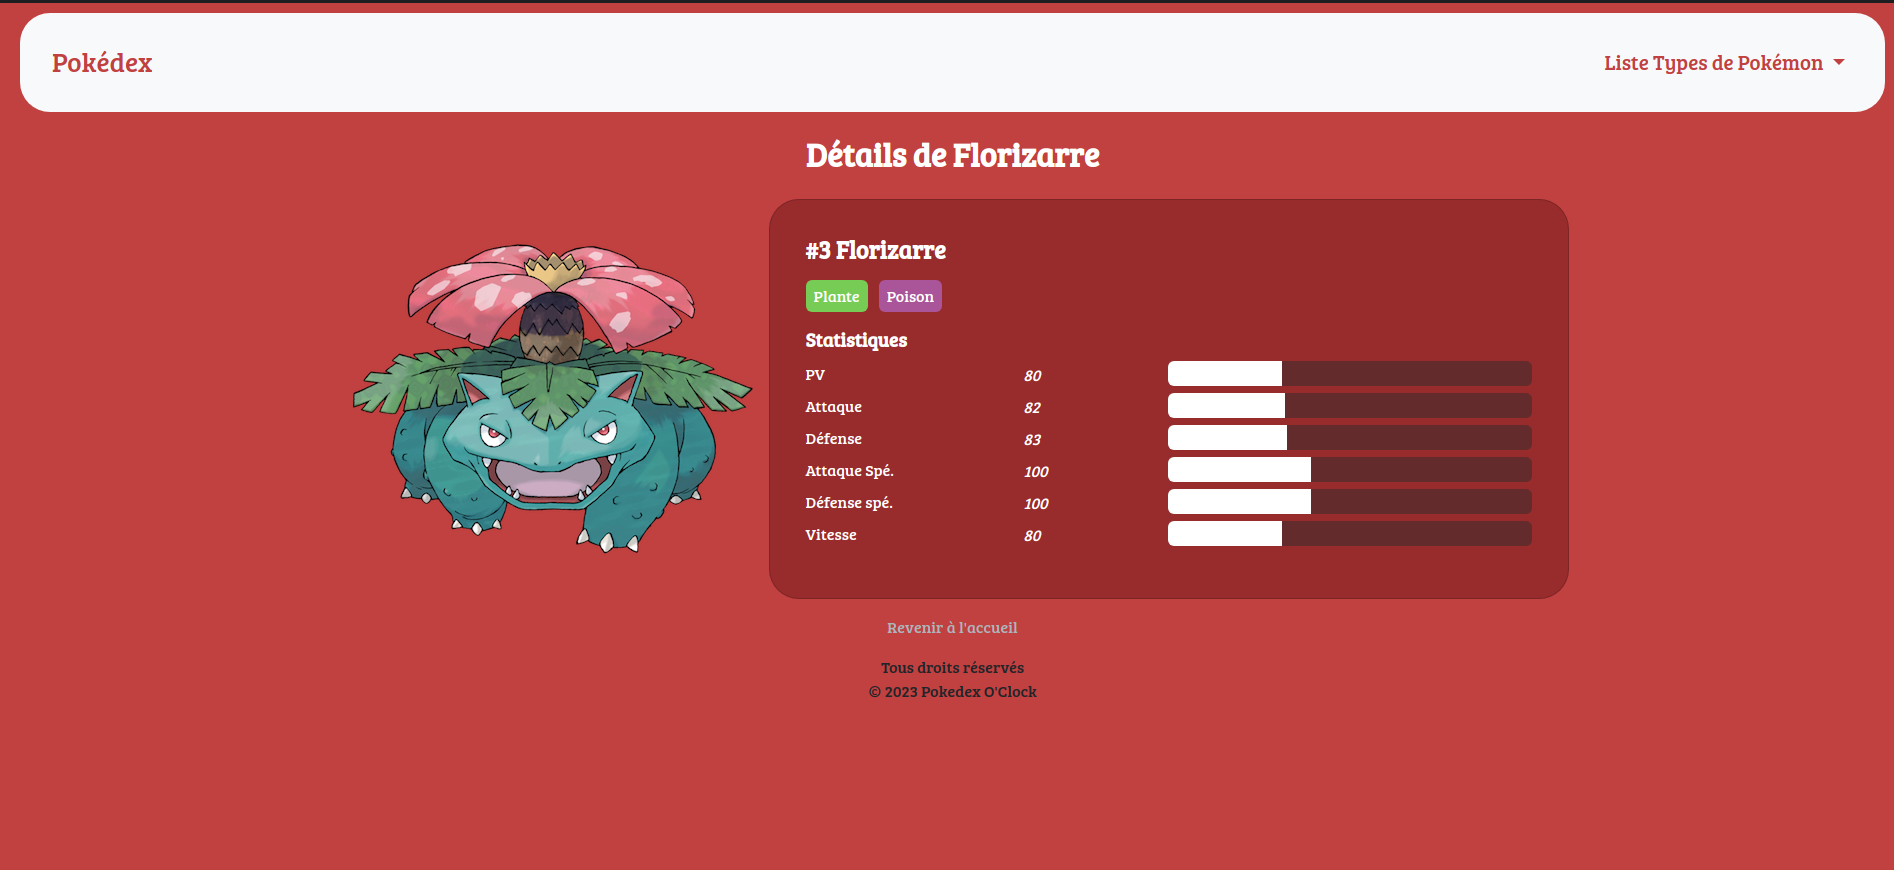 Pokédex
Liste Types de Pokémon
Détails de Florizarre
#3 Florizarre
Plante Poison
Statistiques
PV 80
Attaque 82
Défense 83
Attaque Spé. 100
Défense spé. 100
Vitesse 80
Revenir à l'accueil
Tous droits réservés
© 2023 Pokedex O'Clock